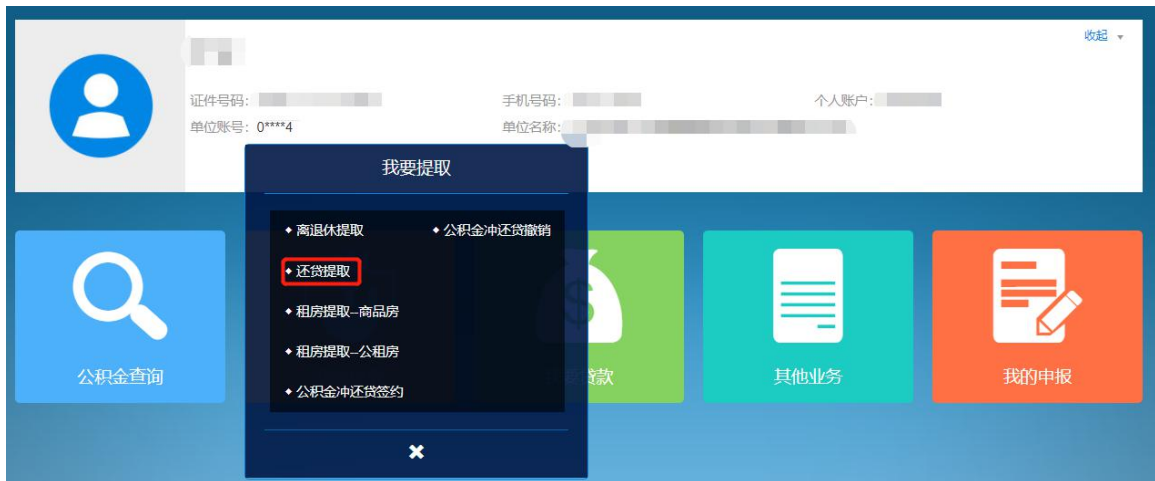 收起
证件号码： 手机号码： 个人账户：
单位账号：0****4 单位名称：
我要提取
离退休提取 公积金冲还贷撤销
还贷提取
租房提取–商品房
租房提取–公租房
公积金冲还贷签约
公积金查询 贷款 其他业务 我的申报